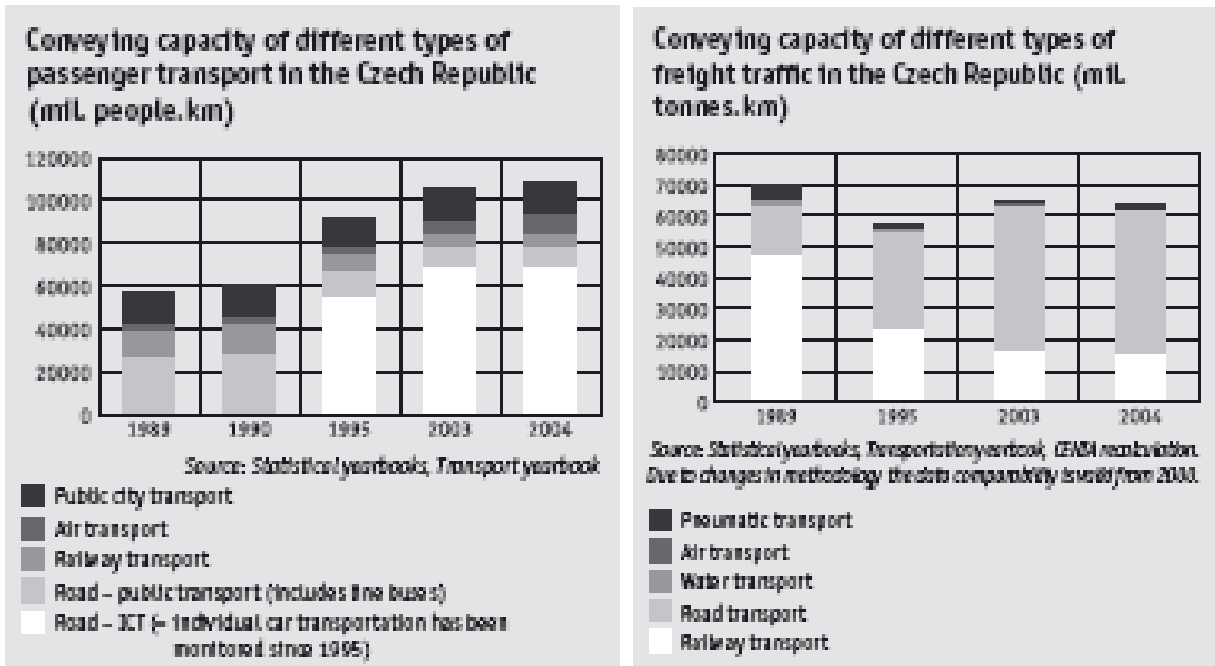 Conveying capacity of different types of
passenger transport in the Czech Republic
(mil. people.km)
120000
100000
80000
60000
40000
20000
0
1989 1990 1995 2003 2004
Source: Statistical yearbooks, Transport yearbook
Public city transport
Air transport
Railway transport
Road – public transport (includes line buses)
Road – ICT (– individual car transportation has been
monitored since 1995)
Conveying capacity of different types of
freight traffic in the Czech Republic (mil.
tonnes.km)
80000
70000
60000
50000
40000
30000
20000
10000
0
1989 1995 2003 2004
Source: Statistical yearbooks, Transportation yearbook, CENIA recalculation.
Due to changes in methodology the data comparability is valid from 2000.
Pneumatic transport
Air transport
Water transport
Road transport
Railway transport